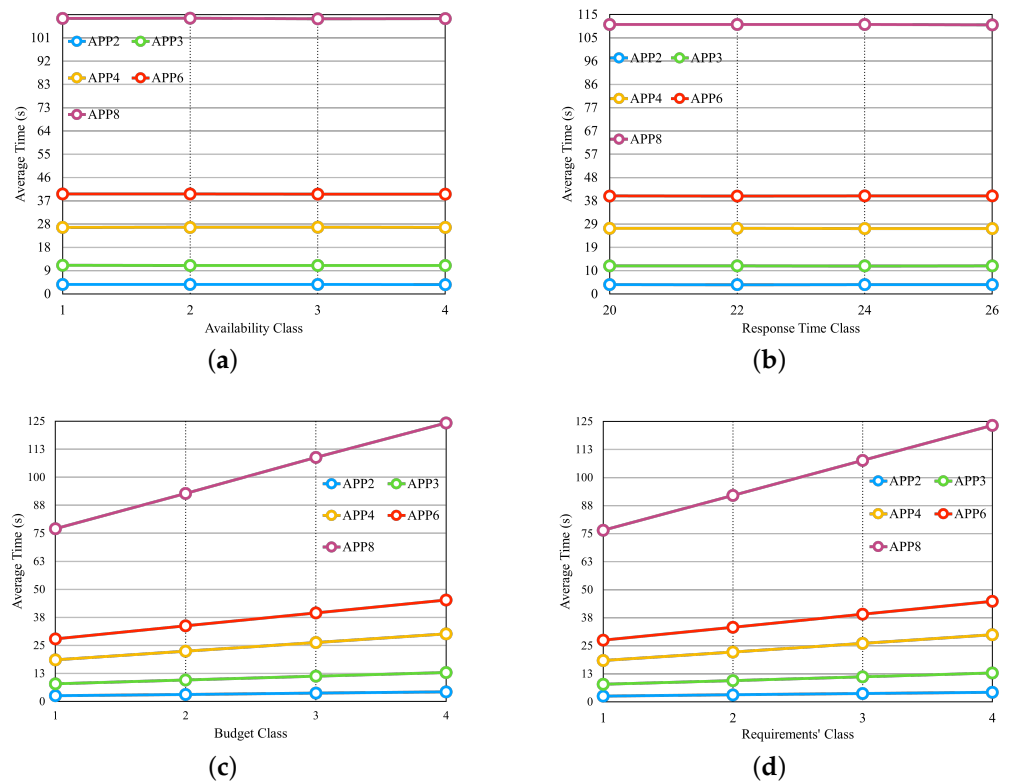 101
92
83
73
64
55
46
37
28
18
9
0
Average Time (s)
APP2 APP3
APP4 APP6
APP8
1 2 3 4
Availability Class
(a)
115
105
96
86
77
67
57
48
38
29
19
10
0
Average Time (s)
APP2 APP3
APP4 APP6
APP8
20 22 24 26
Response Time Class
(b)
125
113
100
88
75
63
50
38
25
13
0
Average Time (s)
APP2 APP3
APP4 APP6
APP8
1 2 3 4
Budget Class
(c)
125
113
100
88
75
63
50
38
25
13
0
Average Time (s)
APP2 APP3
APP4 APP6
APP8
1 2 3 4
Requirements' Class
(d)